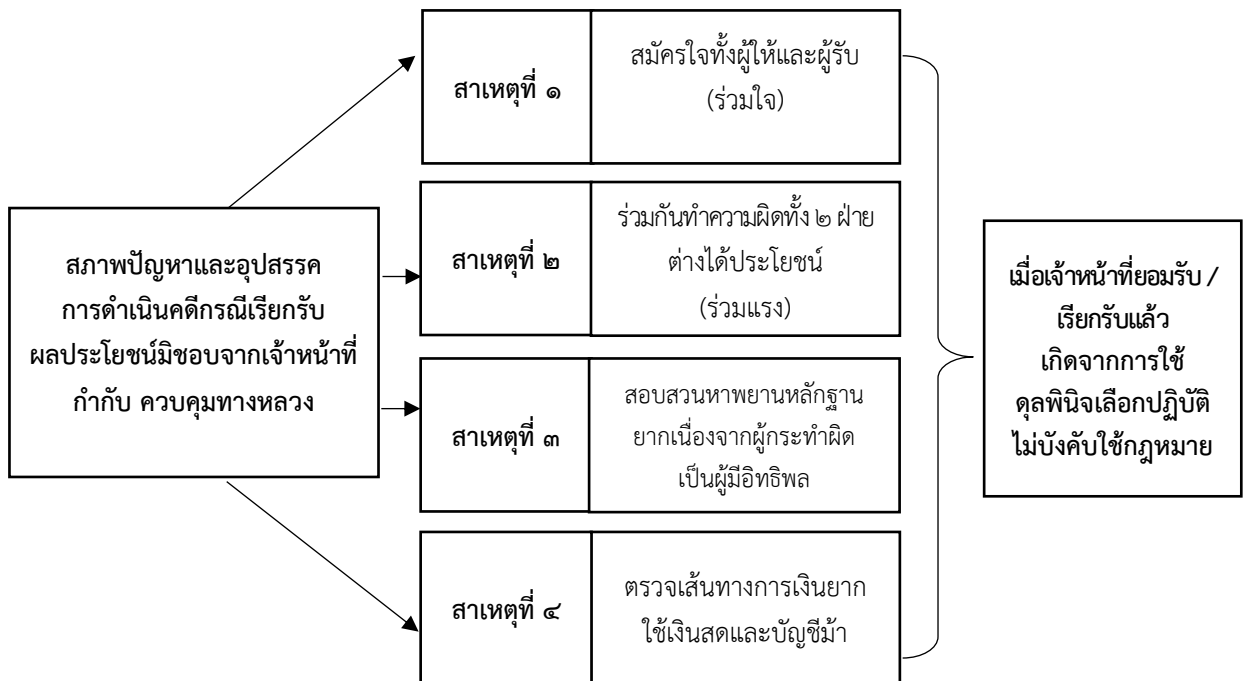 สภาพปัญหาและอุปสรรค
การดำเนินคดีกรณีเรียกรับ
ผลประโยชน์มิชอบจากเจ้าหน้าที่
กำกับ ควบคุมทางหลวง
สาเหตุที่ ๑
สมัครใจทั้งผู้ให้และผู้รับ
(ร่วมใจ)
สาเหตุที่ ๒
ร่วมกันทำความผิดทั้ง ๒ ฝ่าย
ต่างได้ประโยชน์
(ร่วมแรง)
สาเหตุที่ ๓
สอบสวนหาพยานหลักฐาน
ยากเนื่องจากผู้กระทำผิด
เป็นผู้มีอิทธิพล
สาเหตุที่ ๔
ตรวจเส้นทางการเงินยาก
ใช้เงินสดและบัญชีม้า
เมื่อเจ้าหน้าที่ยอมรับ /
เรียกรับแล้ว
เกิดจากการใช้
ดุลพินิจเลือกปฏิบัติ
ไม่บังคับใช้กฎหมาย